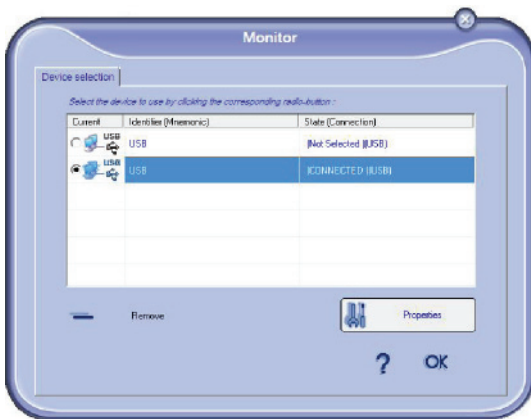 Monitor
Device selection
Select the device to use by clicking the corresponding radio-button :
Current Identifier (Mnemonic) State (Connection)
USB USB (Not Selected )(USB)
USB USB (CONNECTED )(USB)
Remove Properties
? OK